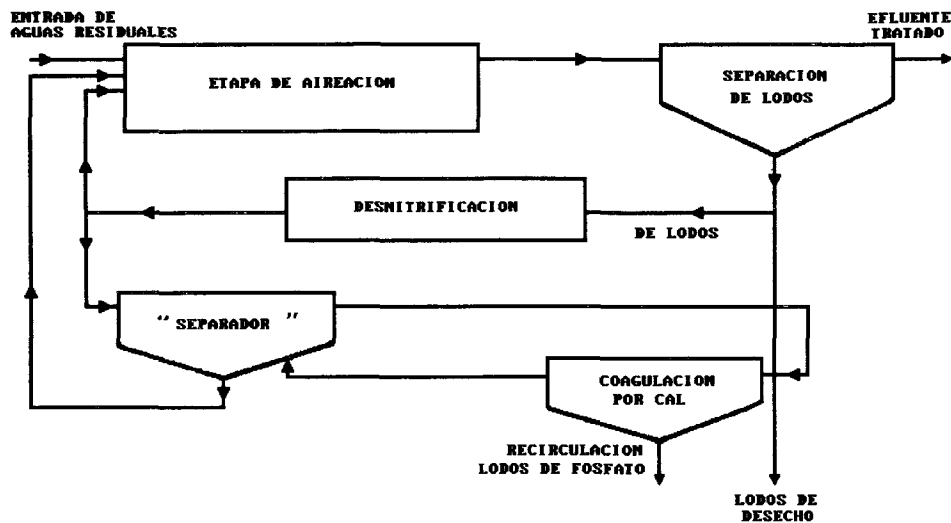 ENTRADA DE
AGUAS RESIDUALES
EFLUENTE
TRATADO
ETAPA DE AIREACION
SEPARACION
DE LODOS
DESNITRIFICACION
DE LODOS
" SEPARADOR "
COAGULACION
POR CAL
RECIRCULACION
LODOS DE FOSFATO
LODOS DE
DESECHO